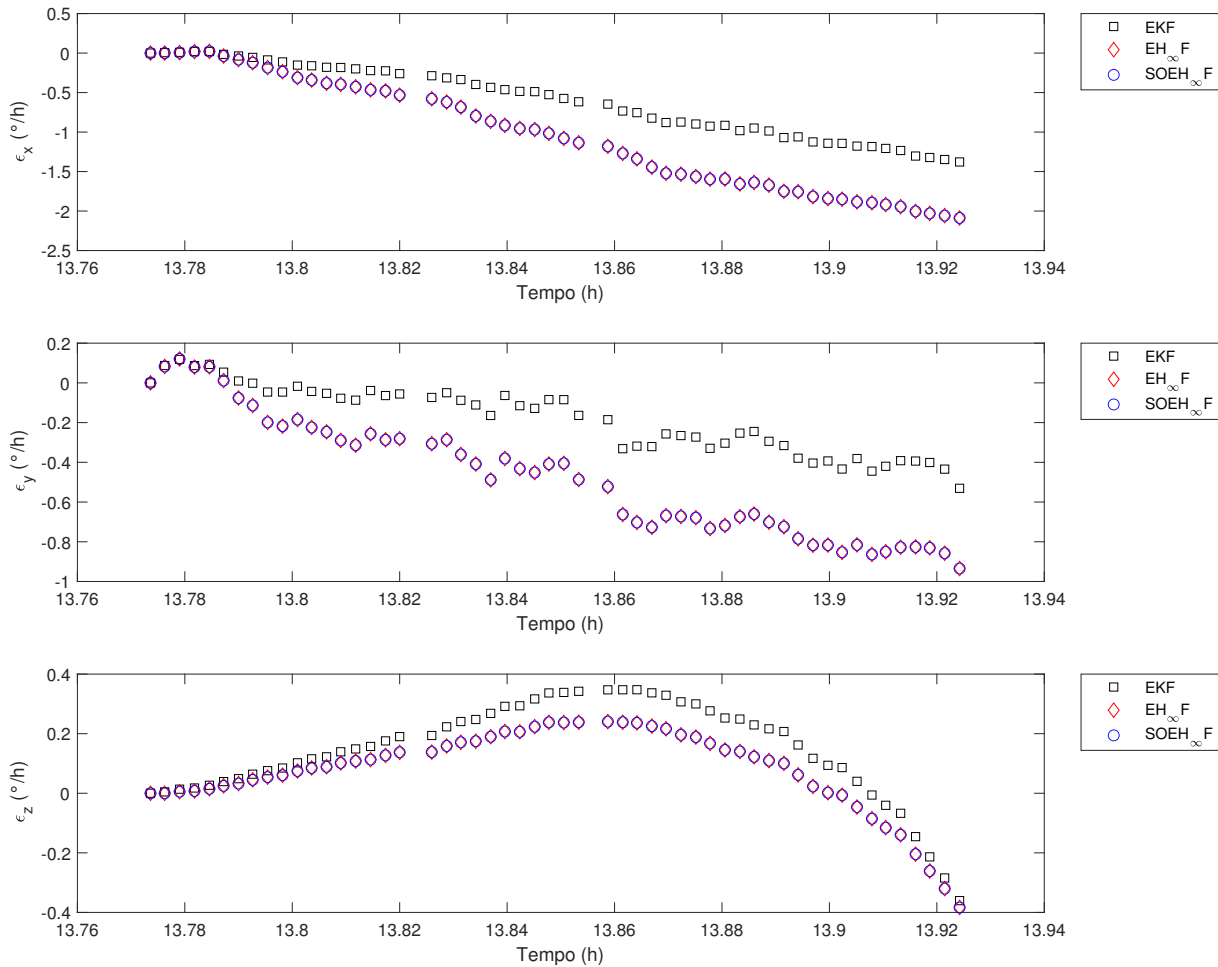 0.5
0
-0.5
-1
-1.5
-2
-2.5
ϵx (°/h)
13.76 13.78 13.8 13.82 13.84 13.86 13.88 13.9 13.92 13.94
Tempo (h)
EKF
EH∞F
SOEH∞F
0.2
0
-0.2
-0.4
-0.6
-0.8
-1
ϵy (°/h)
13.76 13.78 13.8 13.82 13.84 13.86 13.88 13.9 13.92 13.94
Tempo (h)
EKF
EH∞F
SOEH∞F
0.4
0.2
0
-0.2
-0.4
ϵz (°/h)
13.76 13.78 13.8 13.82 13.84 13.86 13.88 13.9 13.92 13.94
Tempo (h)
EKF
EH∞F
SOEH∞F